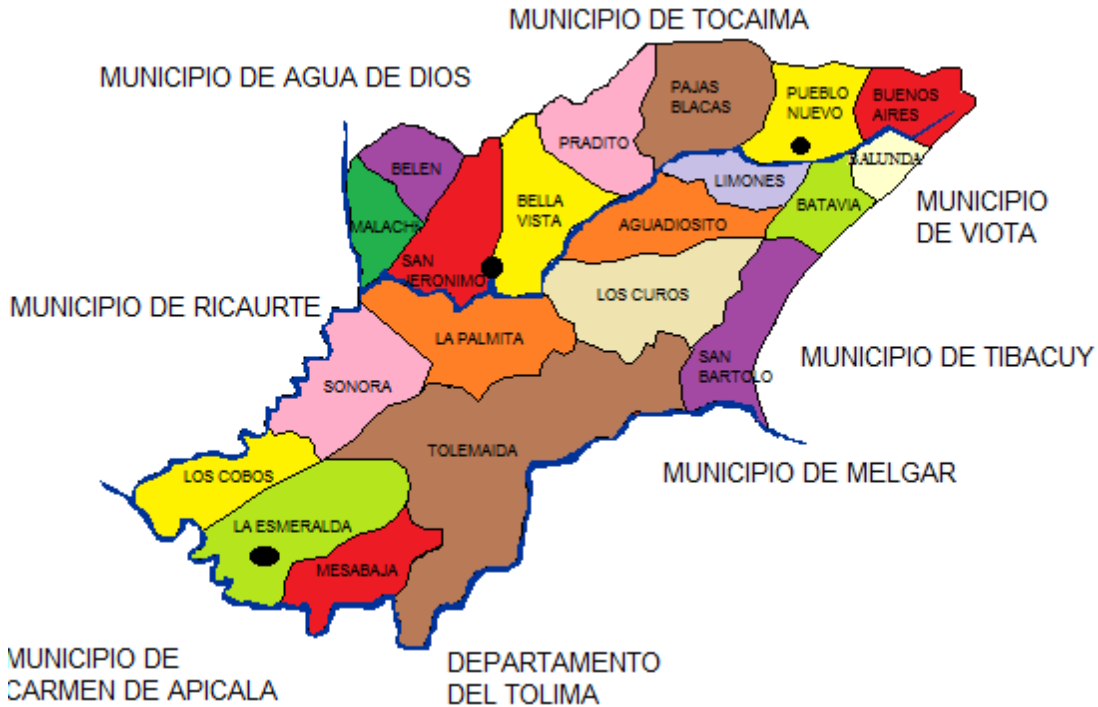 MUNICIPIO DE TOCAIMA
MUNICIPIO DE AGUA DE DIOS
PAJAS
BLACAS
PUEBLO
NUEVO
BUENOS
AIRES
PRADITO
BELEN
BALUNDA
LIMONES
BELLA
VISTA
BATAVIA
MUNICIPIO
DE VIOTA
MALACHI
AGUADIOSITO
SAN
JERONIMO
LOS CUROS
MUNICIPIO DE RICAURTE
LA PALMITA
SAN
BARTOLO
MUNICIPIO DE TIBACUY
SONORA
TOLEMAIDA
MUNICIPIO DE MELGAR
LOS COBOS
LA ESMERALDA
MESABAJA
MUNICIPIO DE
CARMEN DE APICALA
DEPARTAMENTO
DEL TOLIMA